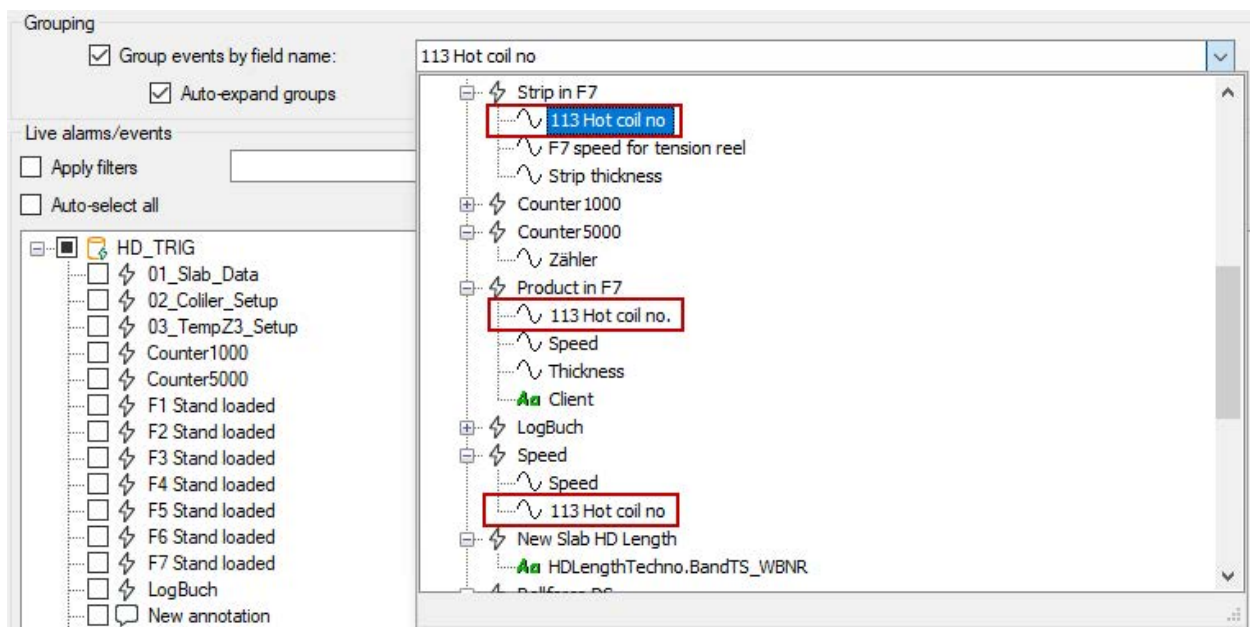 Grouping
Group events by field name:
113 Hot coil no
Auto-expand groups
Live alarms/events
Apply filters
Auto-select all
HD_TRIG
01_Slab_Data
02_Coliler_Setup
03_TempZ3_Setup
Counter1000
Counter5000
F1 Stand loaded
F2 Stand loaded
F3 Stand loaded
F4 Stand loaded
F5 Stand loaded
F6 Stand loaded
F7 Stand loaded
LogBuch
New annotation
Strip in F7
113 Hot coil no
F7 speed for tension reel
Strip thickness
Counter1000
Counter5000
Zähler
Product in F7
113 Hot coil no.
Speed
Thickness
Aa Client
LogBuch
Speed
Speed
113 Hot coil no
New Slab HD Length
Aa HDLengthTechno.BandTS_WBNR